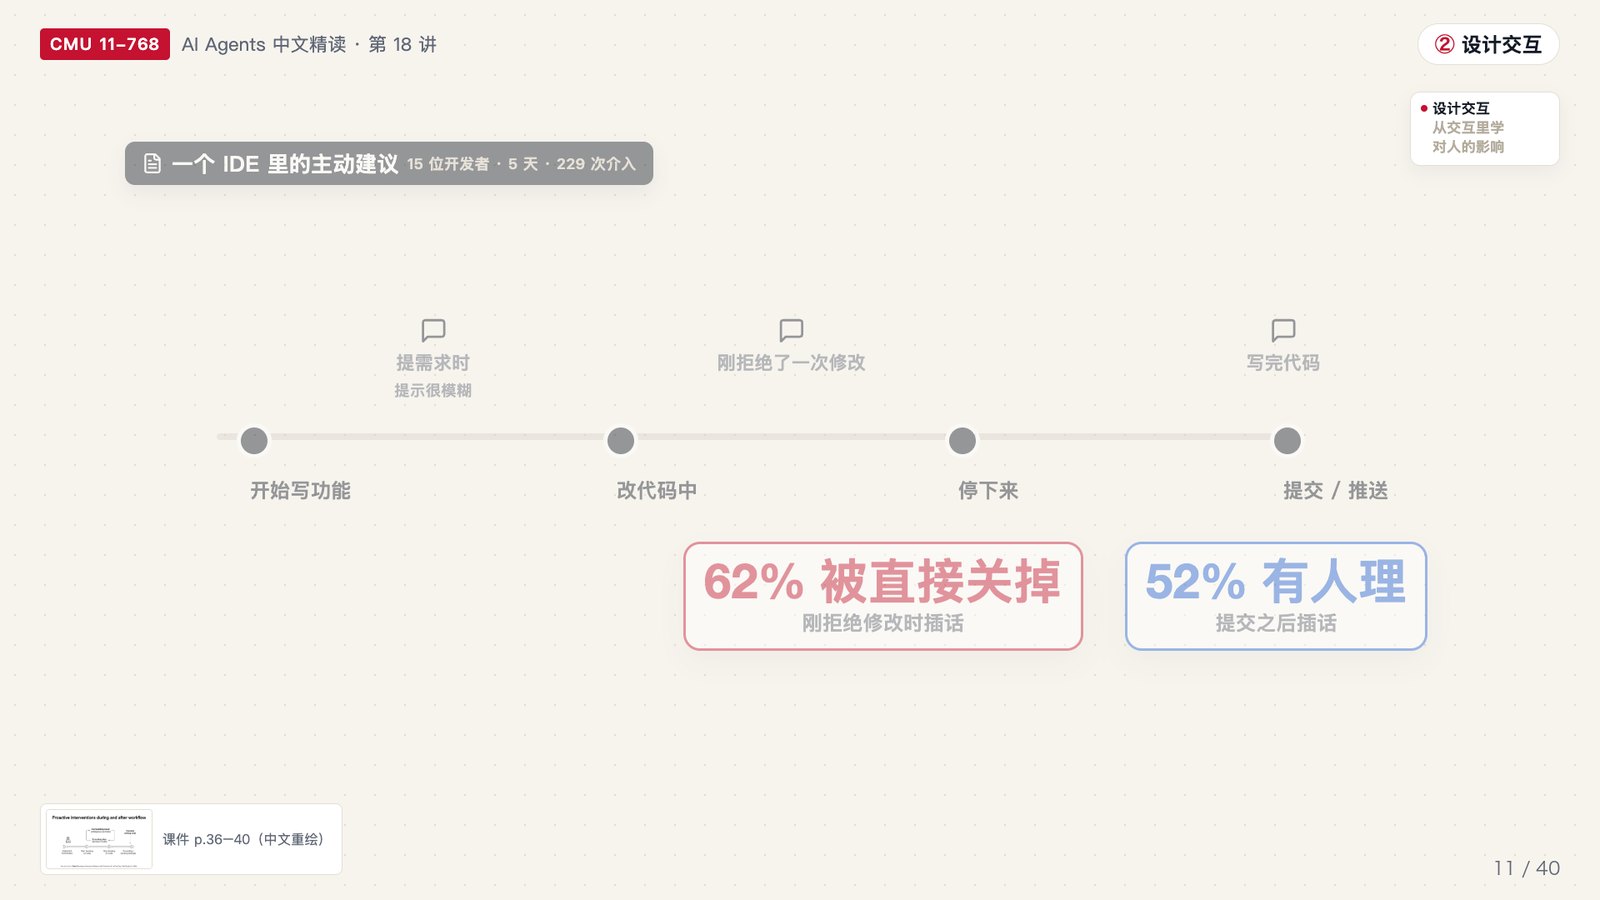 CMU 11-768 AI Agents 中文精读 · 第 18 讲
② 设计交互
设计交互
从交互里学
对人的影响
一个 IDE 里的主动建议 15 位开发者 · 5 天 · 229 次介入
提需求时
提示很模糊
刚拒绝了一次修改
写完代码
开始写功能
改代码中
停下来
提交 / 推送
62% 被直接关掉
刚拒绝修改时插话
52% 有人理
提交之后插话
Proactive interventions during and after workflow
课件 p.36–40（中文重绘）
11 / 40